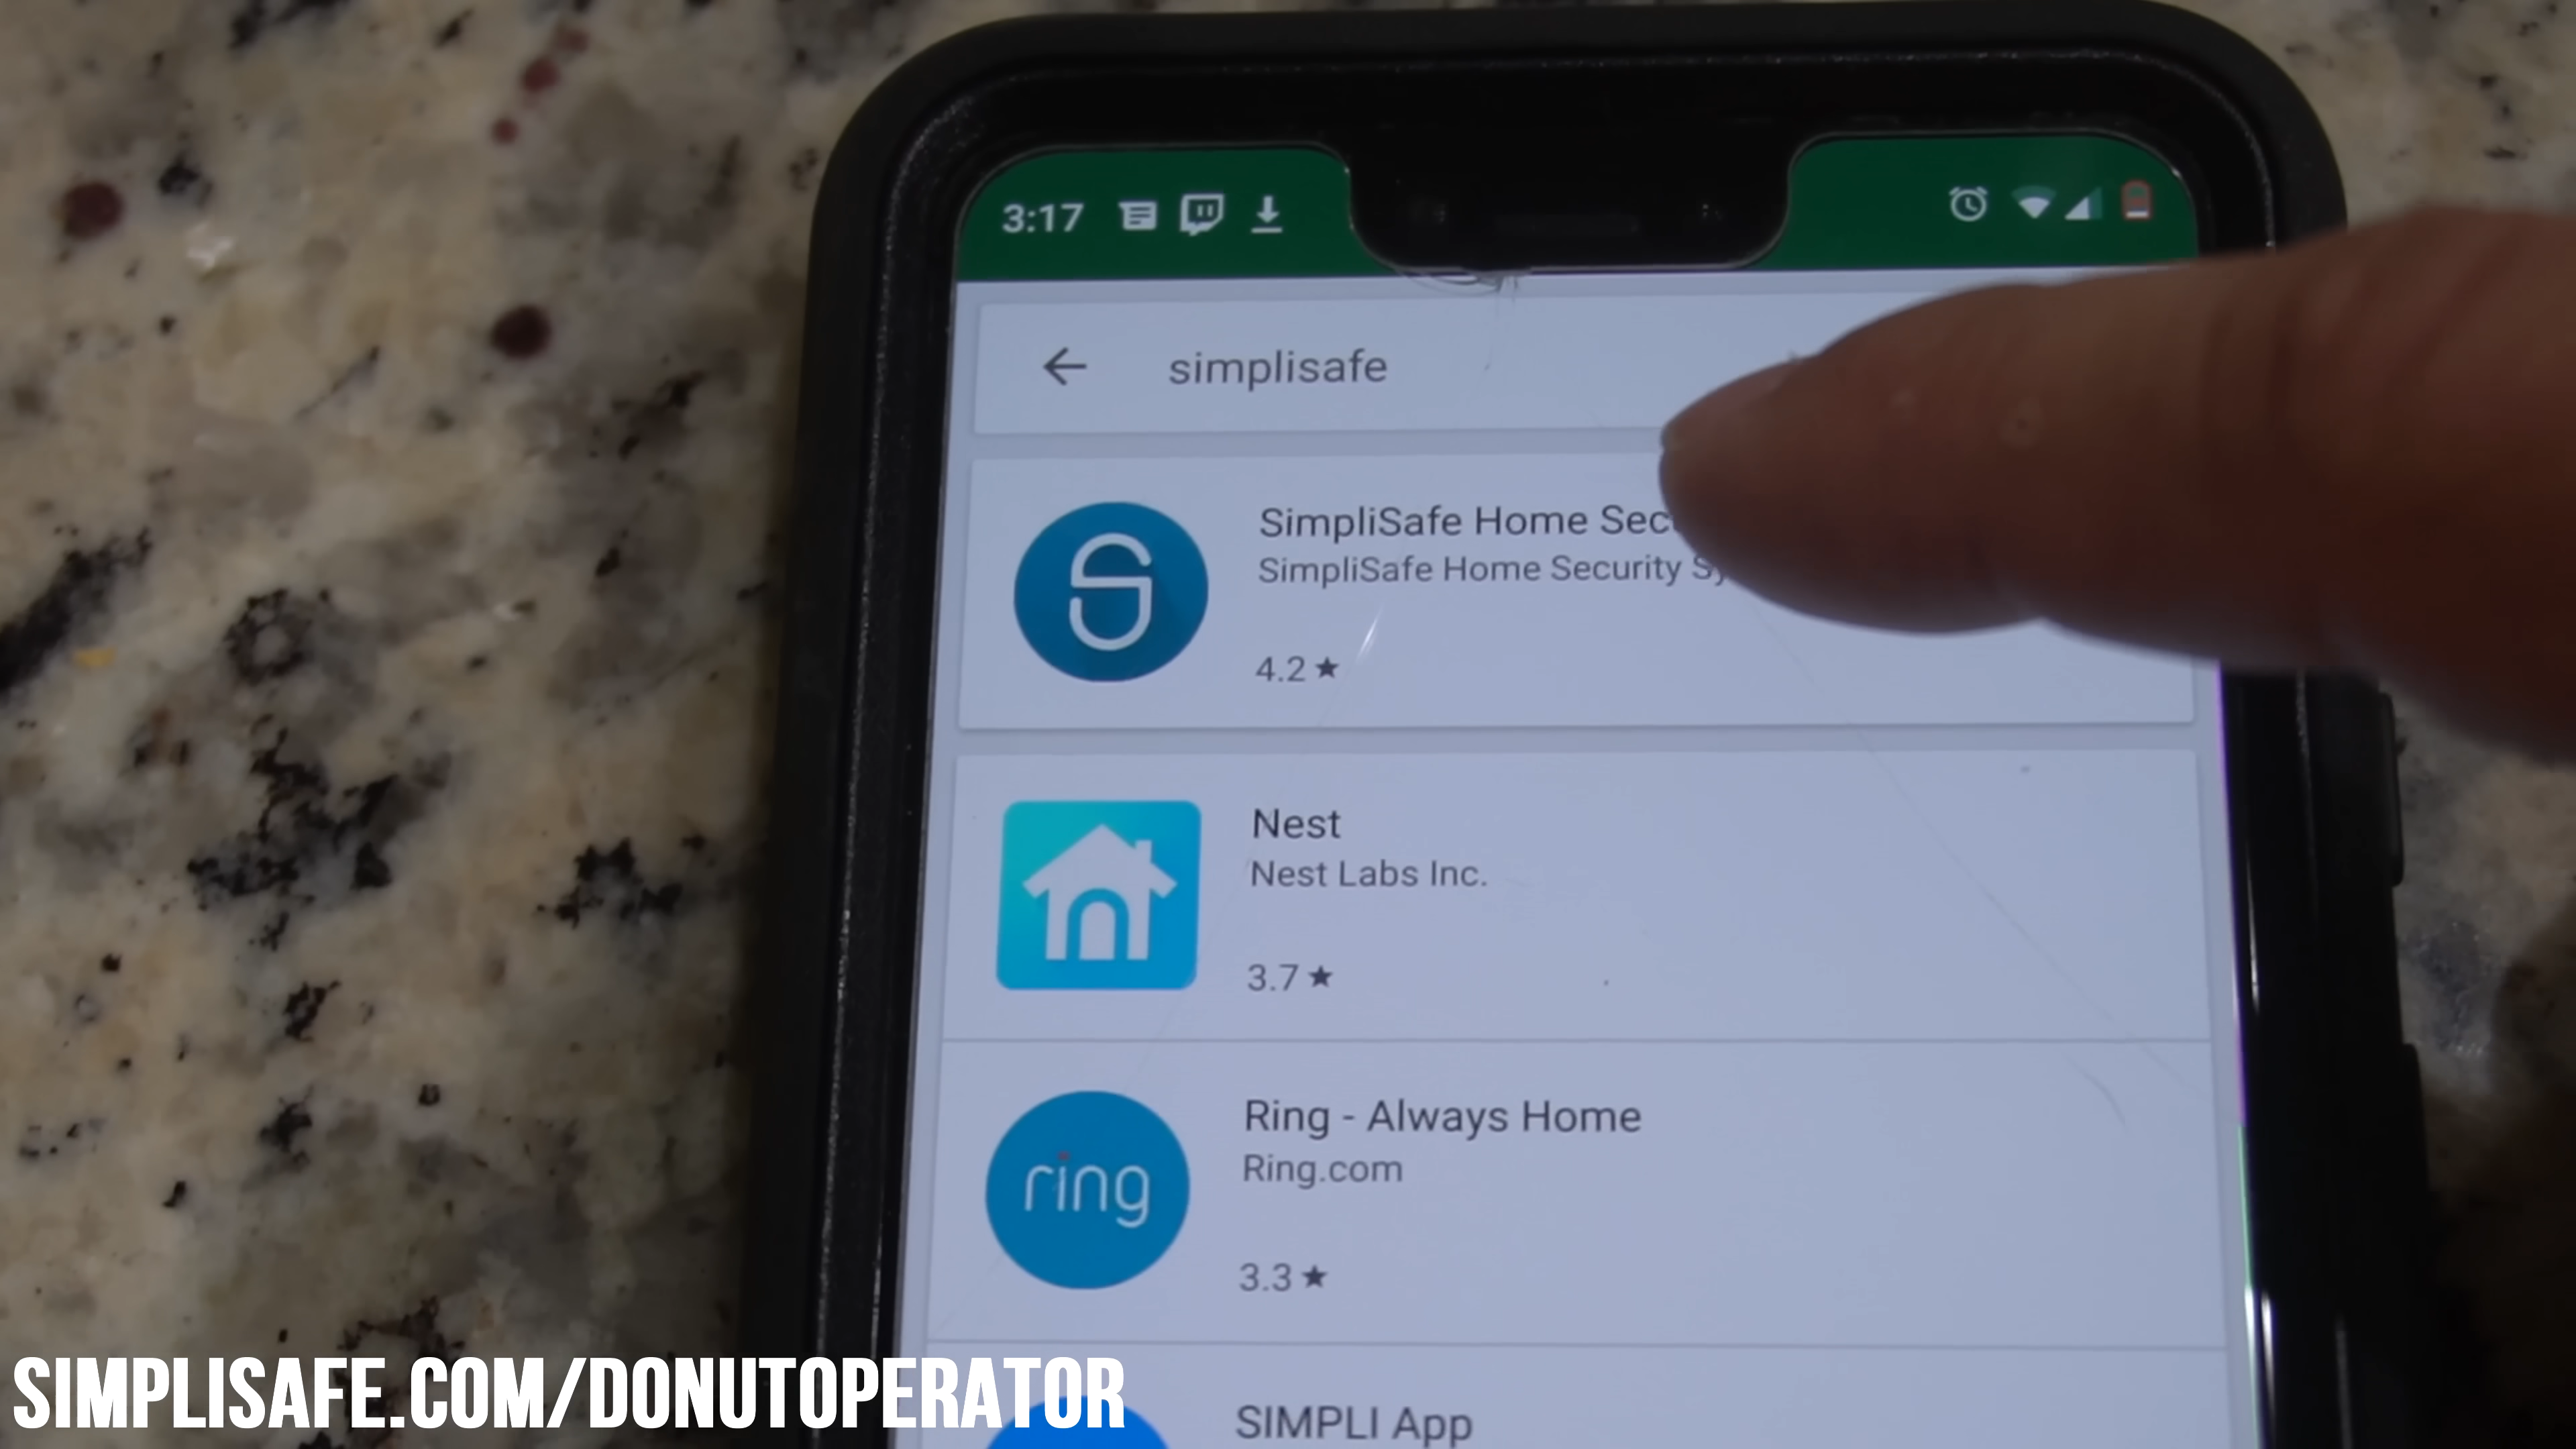 3:17
simplisafe
SimpliSafe Home Sec
SimpliSafe Home Security Sy
4.2 ★
Nest
Nest Labs Inc.
3.7 ★
ring
Ring - Always Home
Ring.com
3.3 ★
SIMPLI App
SIMPLISAFE.COM/DONUTOPERATOR